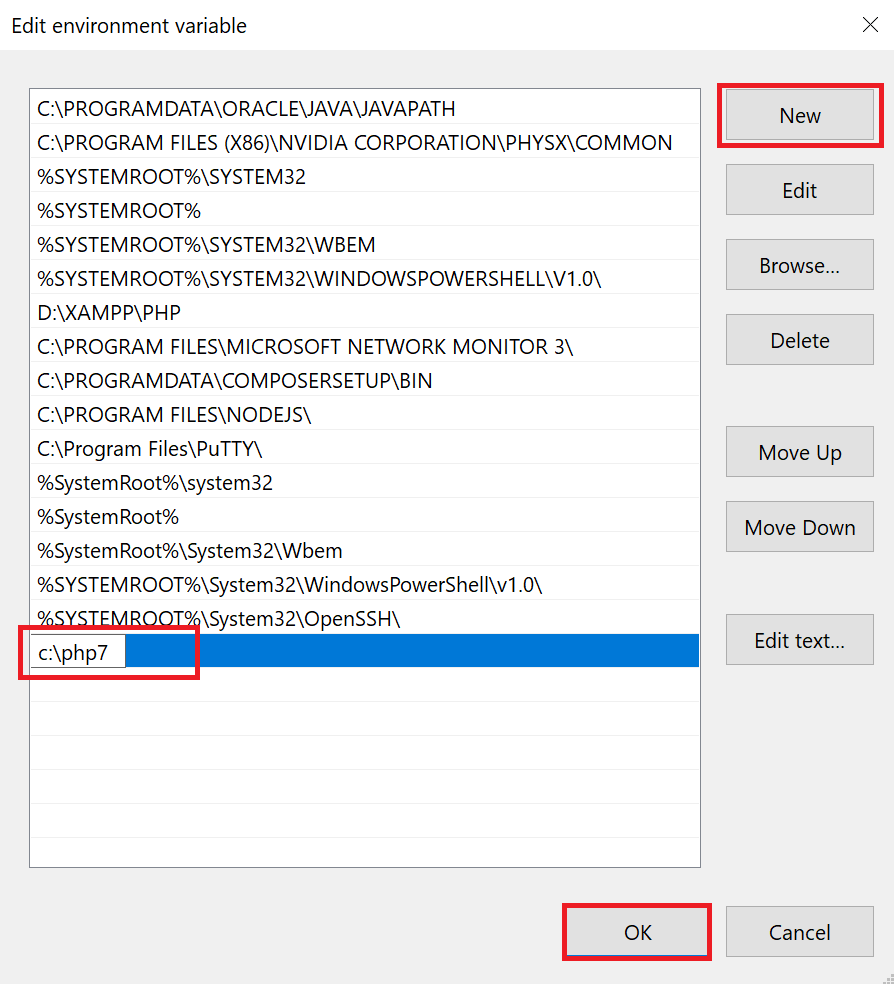 Edit environment variable
C:\PROGRAMDATA\ORACLE\JAVA\JAVAPATH
C:\PROGRAM FILES (X86)\NVIDIA CORPORATION\PHYSX\COMMON
%SYSTEMROOT%\SYSTEM32
%SYSTEMROOT%
%SYSTEMROOT%\SYSTEM32\WBEM
%SYSTEMROOT%\SYSTEM32\WINDOWSPOWERSHELL\V1.0\
D:\XAMPP\PHP
C:\PROGRAM FILES\MICROSOFT NETWORK MONITOR 3\
C:\PROGRAMDATA\COMPOSERSETUP\BIN
C:\PROGRAM FILES\NODEJS\
C:\Program Files\PuTTY\
%SystemRoot%\system32
%SystemRoot%
%SystemRoot%\System32\Wbem
%SYSTEMROOT%\System32\WindowsPowerShell\v1.0\
%SYSTEMROOT%\System32\OpenSSH\
c:\php7
New
Edit
Browse...
Delete
Move Up
Move Down
Edit text...
OK
Cancel